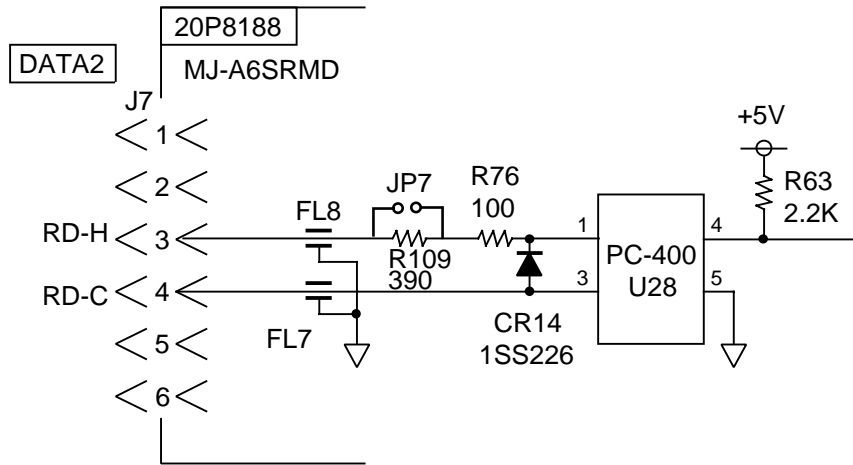 20P8188
DATA2
MJ-A6SRMD
J7
1
2
RD-H
3
RD-C
4
5
6
FL8
FL7
JP7
R109
390
R76
100
CR14
1SS226
1
3
PC-400
U28
4
5
+5V
R63
2.2K